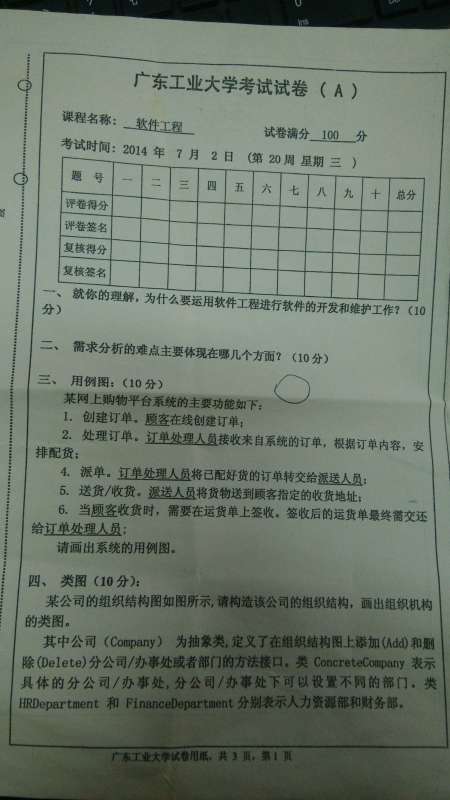 广东工业大学考试试卷 ( A )
课程名称: 软件工程 试卷满分 100 分
考试时间: 2014 年 7 月 2 日 (第 20周 星期 三 )
题 号 一 二 三 四 五 六 七 八 九 十 总分
评卷得分
评卷签名
复核得分
复核签名
一、 就你的理解,为什么要运用软件工程进行软件的开发和维护工作?(10
分)
二、 需求分析的难点主要体现在哪几个方面?(10分)
三、 用例图:(10分)
某网上购物平台系统的主要功能如下:
1. 创建订单。顾客在线创建订单;
2. 处理订单。订单处理人员接收来自系统的订单,根据订单内容,安
排配货;
4. 派单。订单处理人员将已配好货的订单转交给派送人员;
5. 送货/收货。派送人员将货物送到顾客指定的收货地址;
6. 当顾客收货时,需要在运货单上签收。签收后的运货单最终需交还
给订单处理人员;
请画出系统的用例图。
四、 类图(10分):
某公司的组织结构图如图所示,请构造该公司的组织结构,画出组织机构
的类图。
其中公司(Company) 为抽象类,定义了在组织结构图上添加(Add)和删
除(Delete)分公司/办事处或者部门的方法接口。类 ConcreteCompany 表示
具体的分公司/办事处,分公司/办事处下可以设置不同的部门。类
HRDepartment 和 FinanceDepartment 分别表示人力资源部和财务部。
广东工业大学试卷用纸, 共 3 页, 第 1 页